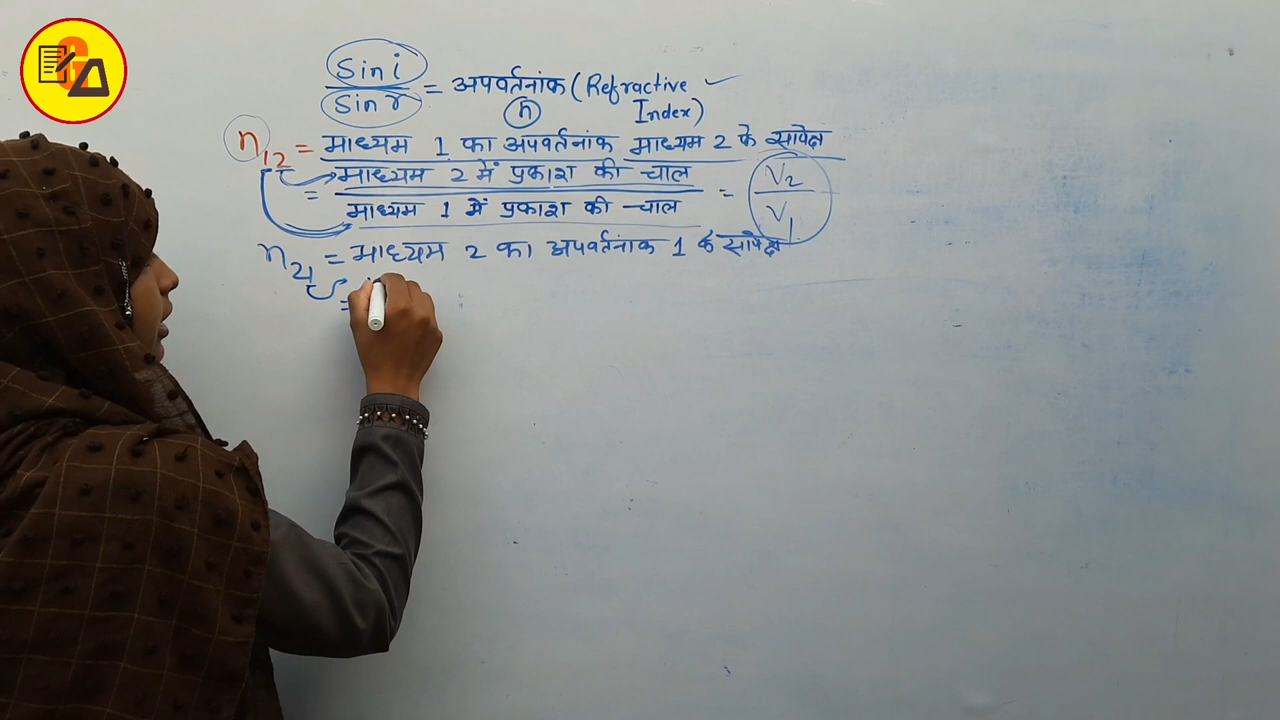 Sin i
Sin r
= अपवर्तनांक (Refractive
n
Index)
n12 = माध्यम 1 का अपवर्तनांक माध्यम 2 के सापेक्ष
= माध्यम 2 में प्रकाश की चाल
माध्यम 1 में प्रकाश की चाल
= V2
V1
n21 = माध्यम 2 का अपवर्तनांक 1 के सापेक्ष
=